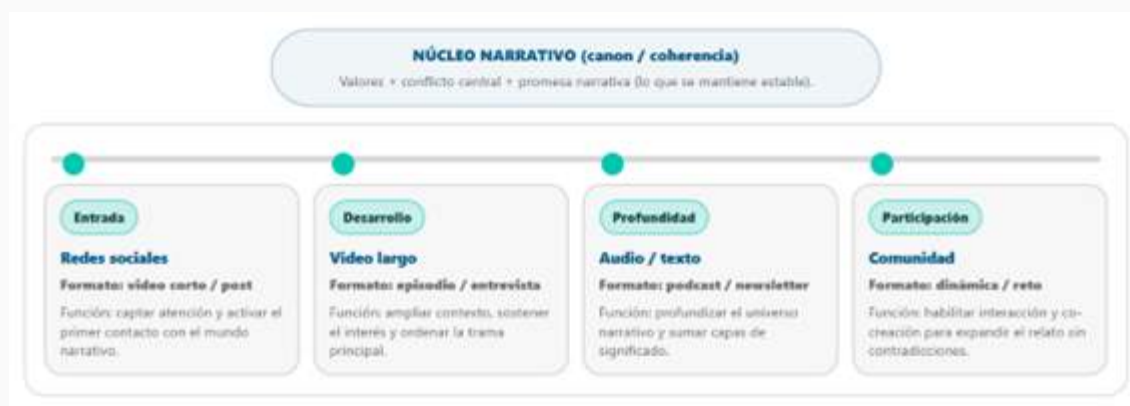 NÚCLEO NARRATIVO (canon / coherencia)
Valores + conflicto central + promesa narrativa (lo que se mantiene estable).
Entrada
Redes sociales
Formato: video corto / post
Función: captar atención y activar el
primer contacto con el mundo
narrativo.
Desarrollo
Video largo
Formato: episodio / entrevista
Función: ampliar contexto, sostener
el interés y ordenar la trama
principal.
Profundidad
Audio / texto
Formato: podcast / newsletter
Función: profundizar el universo
narrativo y sumar capas de
significado.
Participación
Comunidad
Formato: dinámica / reto
Función: habilitar interacción y co-
creación para expandir el relato sin
contradicciones.